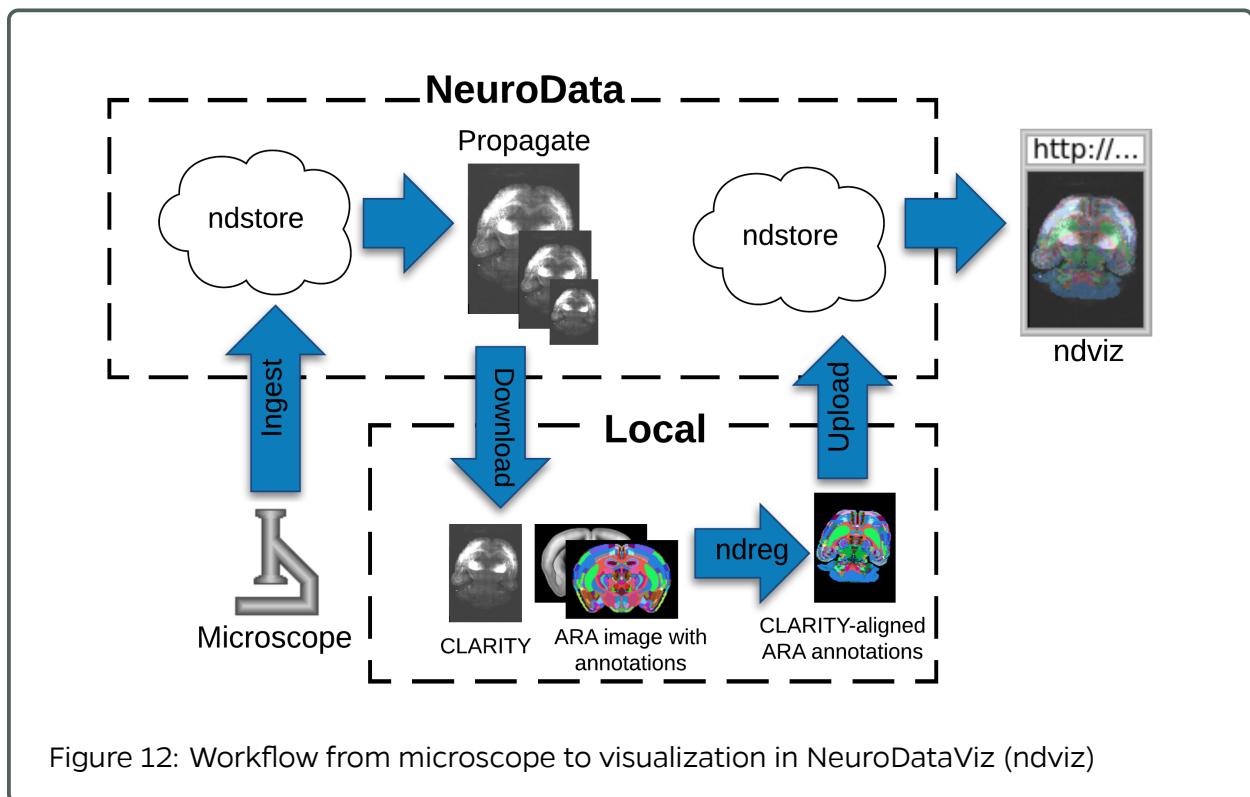 NeuroData
Propagate
ndstore
ndstore
http://...
ndviz
Ingest
Download
Upload
Local
ndreg
Microscope
CLARITY
ARA image with
annotations
CLARITY-aligned
ARA annotations
Figure 12: Workflow from microscope to visualization in NeuroDataViz (ndviz)